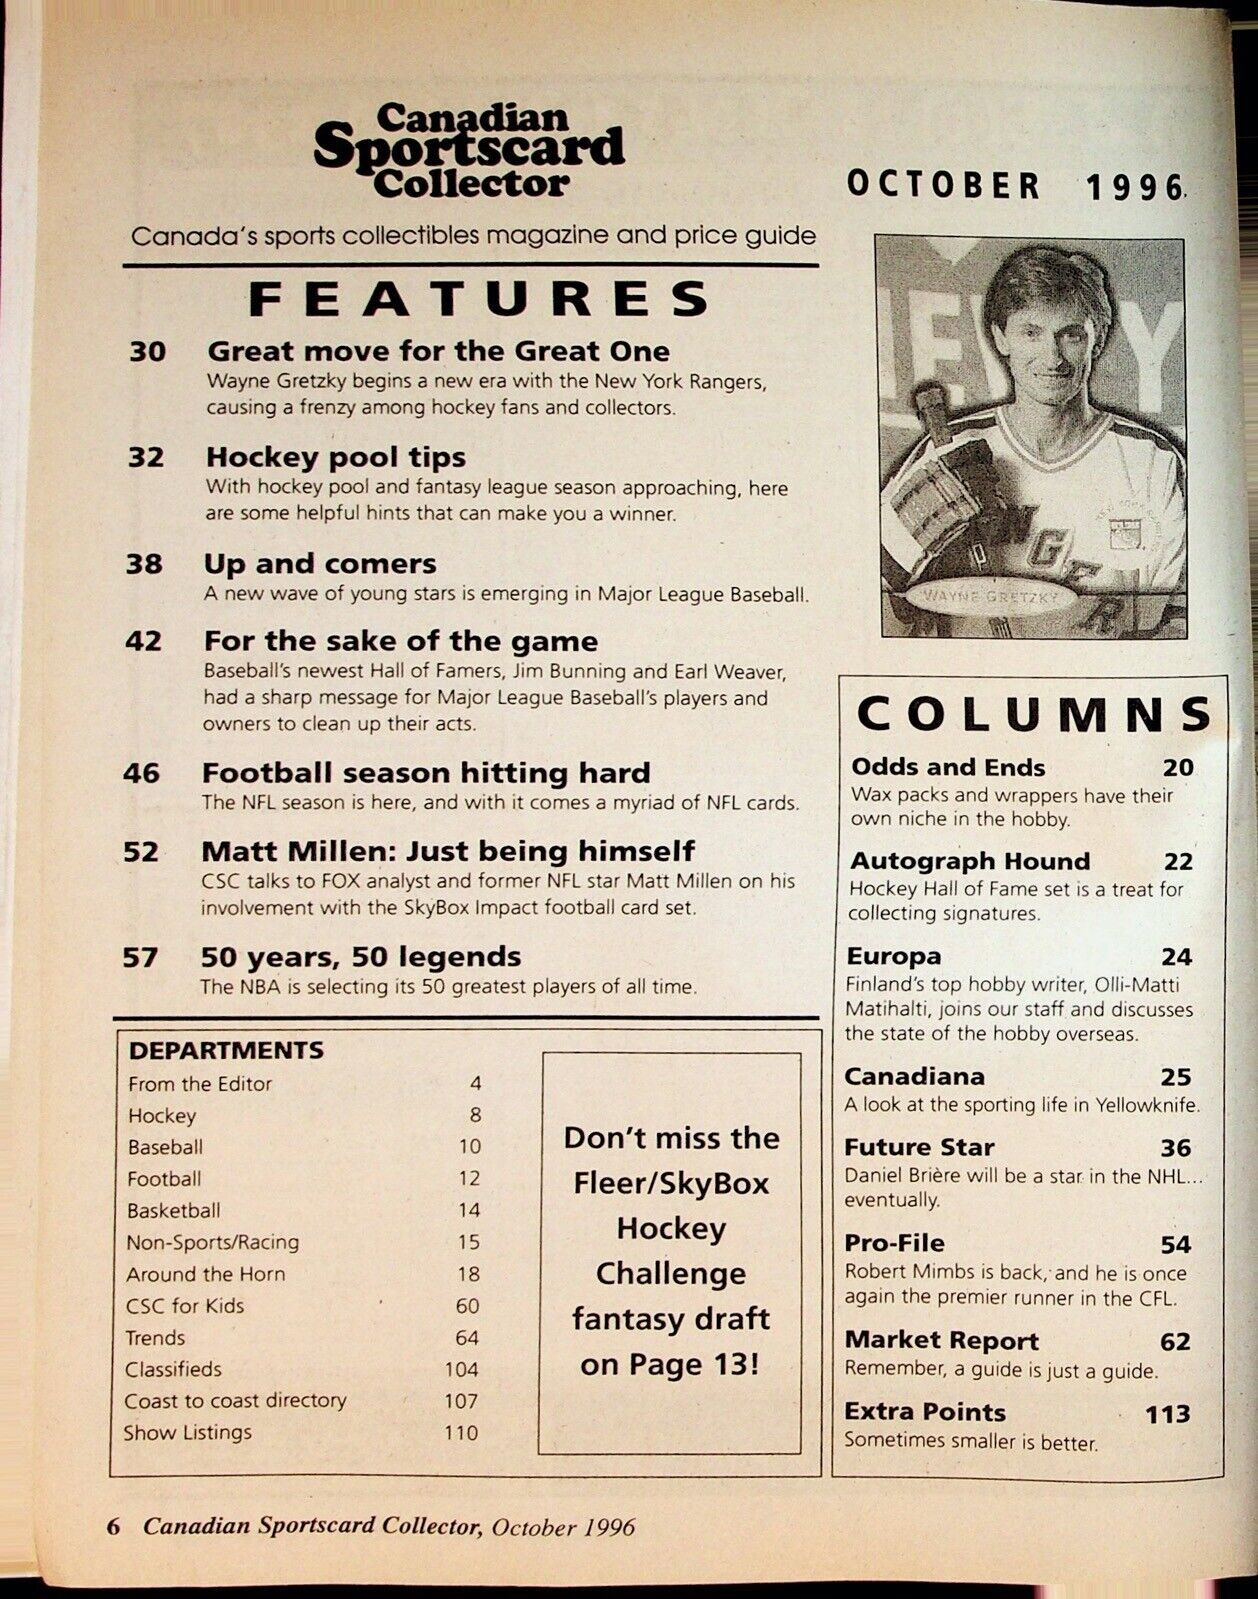 Canadian
Sportscard
Collector
Canada's sports collectibles magazine and price guide
OCTOBER 1996
FEATURES
30 Great move for the Great One
Wayne Gretzky begins a new era with the New York Rangers,
causing a frenzy among hockey fans and collectors.
32 Hockey pool tips
With hockey pool and fantasy league season approaching, here
are some helpful hints that can make you a winner.
38 Up and comers
A new wave of young stars is emerging in Major League Baseball.
42 For the sake of the game
Baseball's newest Hall of Famers, Jim Bunning and Earl Weaver,
had a sharp message for Major League Baseball's players and
owners to clean up their acts.
46 Football season hitting hard
The NFL season is here, and with it comes a myriad of NFL cards.
52 Matt Millen: Just being himself
CSC talks to FOX analyst and former NFL star Matt Millen on his
involvement with the SkyBox Impact football card set.
57 50 years, 50 legends
The NBA is selecting its 50 greatest players of all time.
DEPARTMENTS
From the Editor 4
Hockey 8
Baseball 10
Football 12
Basketball 14
Non-Sports/Racing 15
Around the Horn 18
CSC for Kids 60
Trends 64
Classifieds 104
Coast to coast directory 107
Show Listings 110
Don't miss the
Fleer/SkyBox
Hockey
Challenge
fantasy draft
on Page 13!
WAYNE GRETZKY
COLUMNS
Odds and Ends 20
Wax packs and wrappers have their
own niche in the hobby.
Autograph Hound 22
Hockey Hall of Fame set is a treat for
collecting signatures.
Europa 24
Finland's top hobby writer, Olli-Matti
Matihalti, joins our staff and discusses
the state of the hobby overseas.
Canadiana 25
A look at the sporting life in Yellowknife.
Future Star 36
Daniel Brière will be a star in the NHL...
eventually.
Pro-File 54
Robert Mimbs is back, and he is once
again the premier runner in the CFL.
Market Report 62
Remember, a guide is just a guide.
Extra Points 113
Sometimes smaller is better.
6 Canadian Sportscard Collector, October 1996